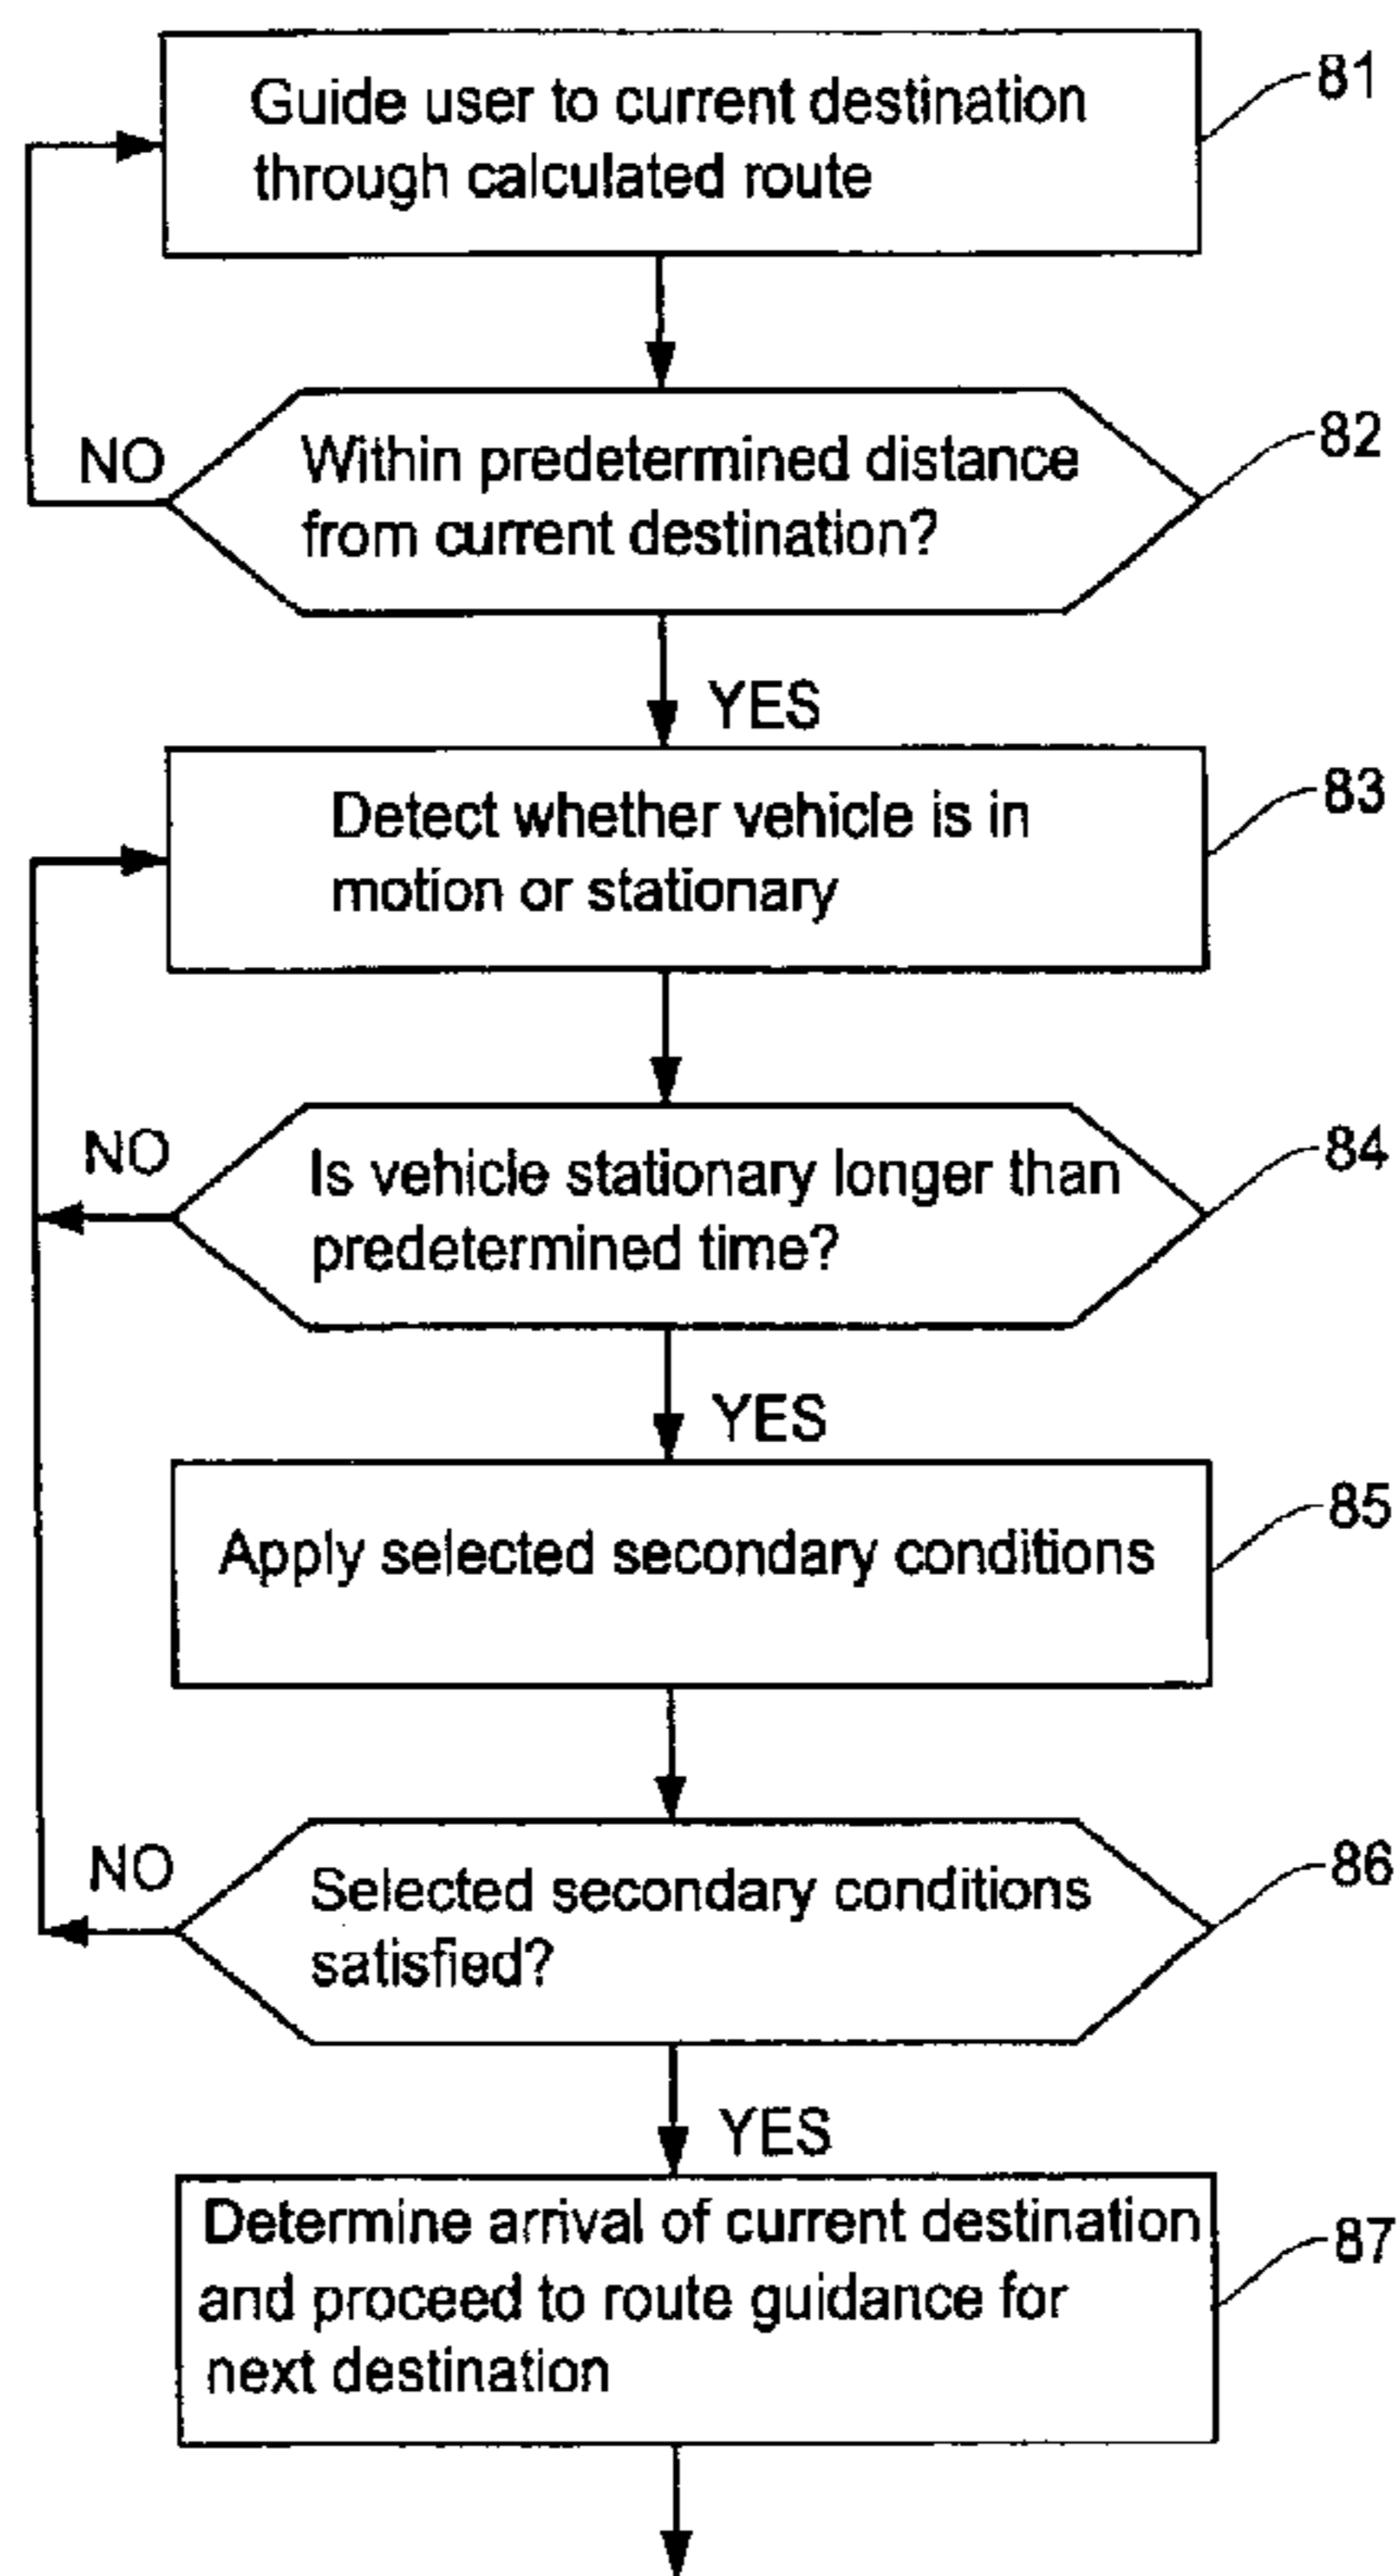 Guide user to current destination
through calculated route
81
Within predetermined distance
from current destination?
82
NO
YES
Detect whether vehicle is in
motion or stationary
83
Is vehicle stationary longer than
predetermined time?
84
NO
YES
Apply selected secondary conditions
85
Selected secondary conditions
satisfied?
86
NO
YES
Determine arrival of current destination
and proceed to route guidance for
next destination
87